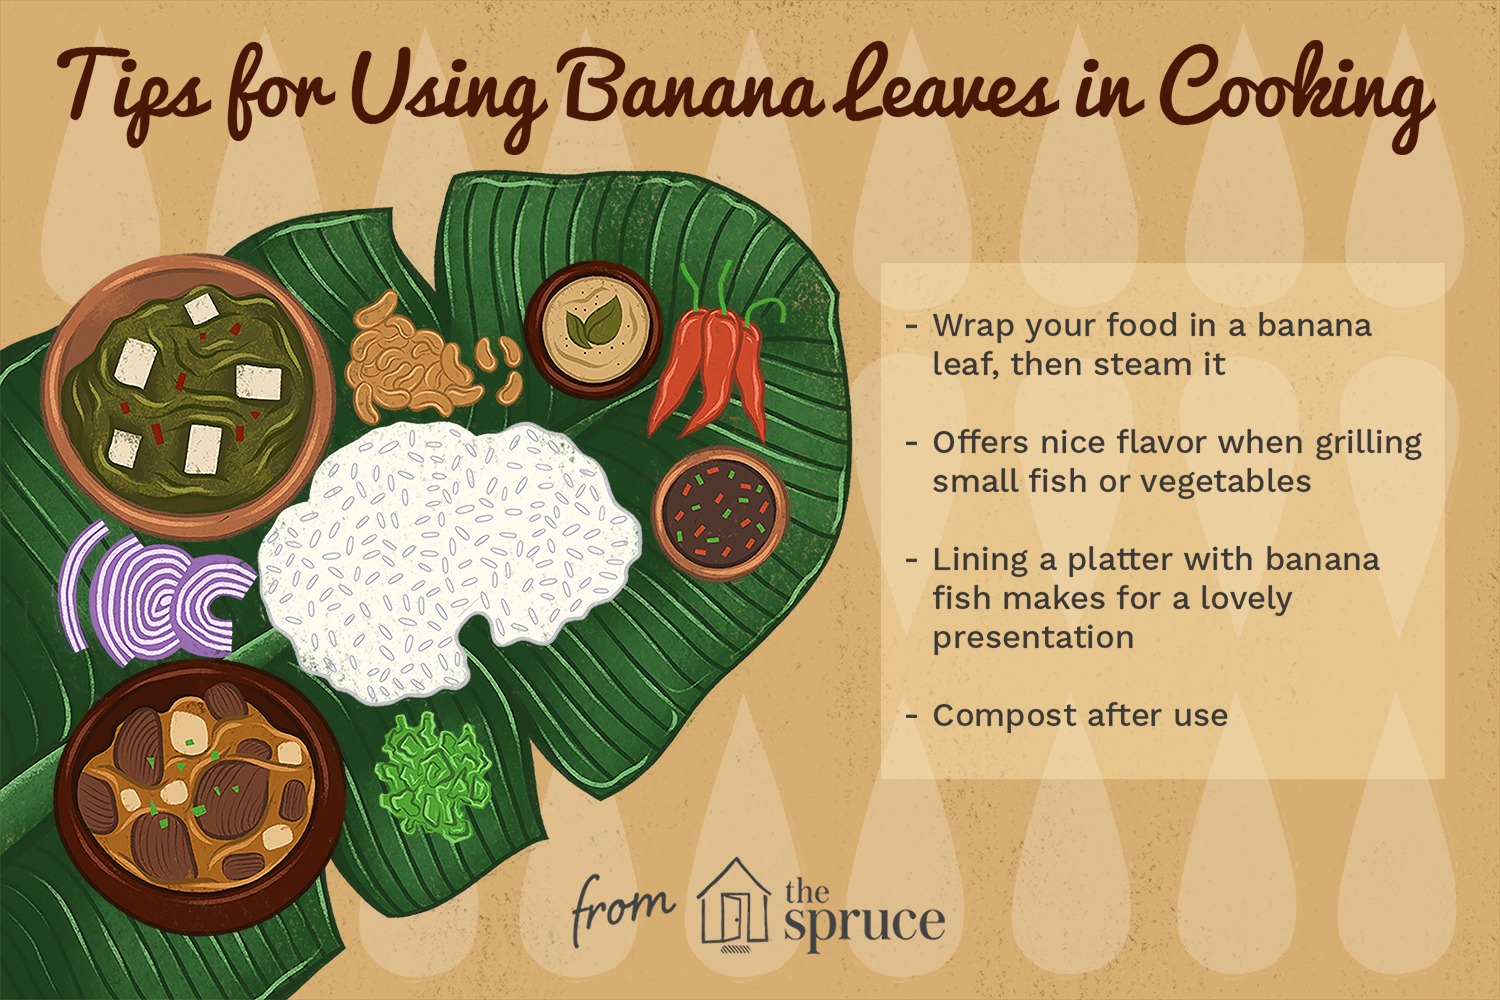 Tips for Using Banana Leaves in Cooking
- Wrap your food in a banana
leaf, then steam it
- Offers nice flavor when grilling
small fish or vegetables
- Lining a platter with banana
fish makes for a lovely
presentation
- Compost after use
from the spruce